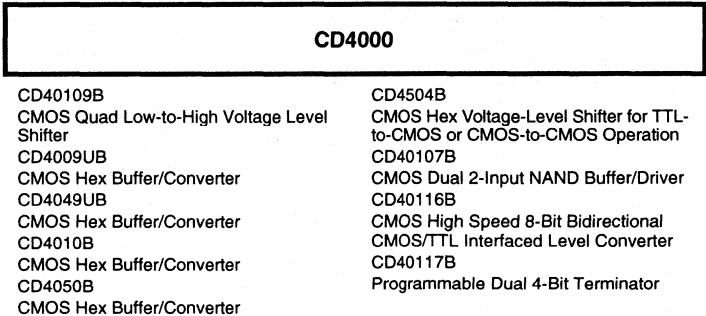 CD4000
CD40109B
CMOS Quad Low-to-High Voltage Level
Shifter
CD4009UB
CMOS Hex Buffer/Converter
CD4049UB
CMOS Hex Buffer/Converter
CD4010B
CMOS Hex Buffer/Converter
CD4050B
CMOS Hex Buffer/Converter
CD4504B
CMOS Hex Voltage-Level Shifter for TTL-
to-CMOS or CMOS-to-CMOS Operation
CD40107B
CMOS Dual 2-Input NAND Buffer/Driver
CD40116B
CMOS High Speed 8-Bit Bidirectional
CMOS/TTL Interfaced Level Converter
CD40117B
Programmable Dual 4-Bit Terminator